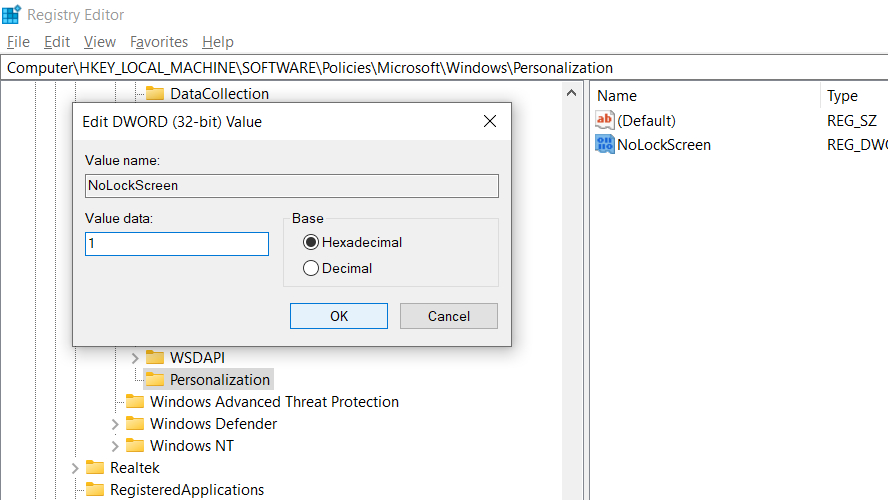 Registry Editor
File Edit View Favorites Help
Computer\HKEY_LOCAL_MACHINE\SOFTWARE\Policies\Microsoft\Windows\Personalization
DataCollection
Edit DWORD (32-bit) Value
Value name:
NoLockScreen
Value data:
1
Base
Hexadecimal
Decimal
OK Cancel
WSDAPI
Personalization
Windows Advanced Threat Protection
Windows Defender
Windows NT
Realtek
RegisteredApplications
Name Type
ab (Default) REG_SZ
NoLockScreen REG_DWO